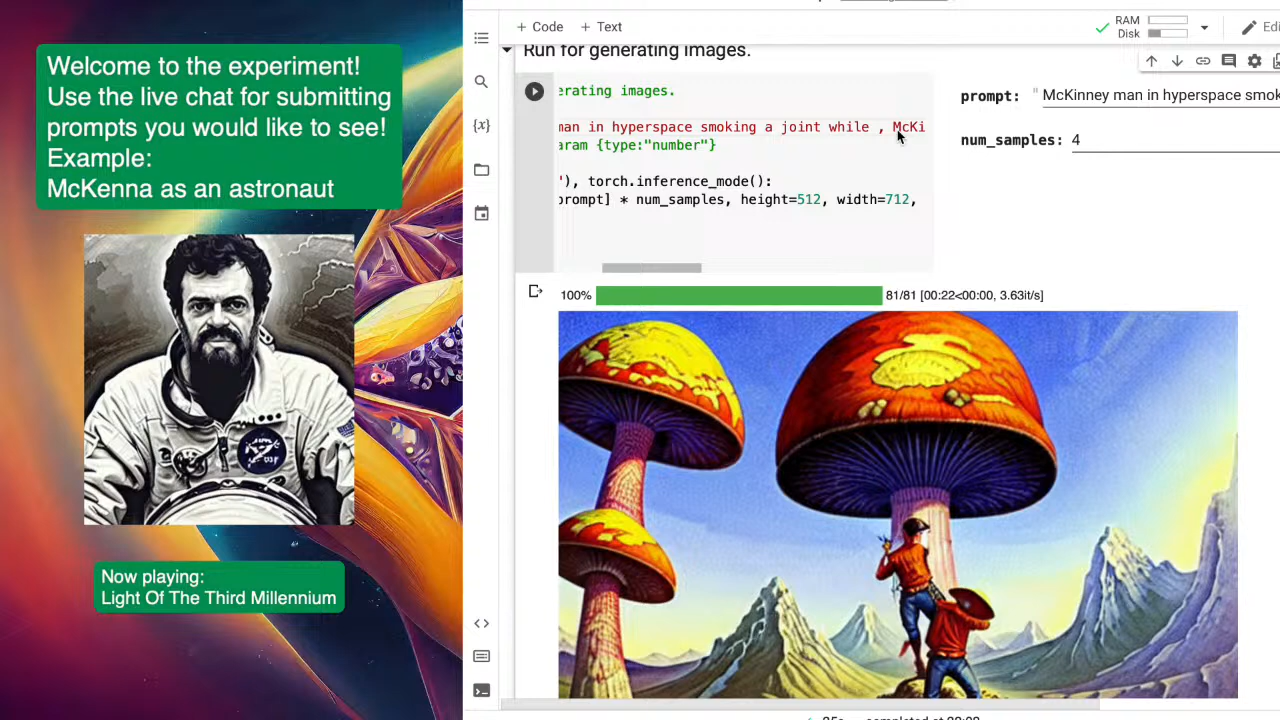 Welcome to the experiment!
Use the live chat for submitting
prompts you would like to see!
Example:
McKenna as an astronaut
Now playing:
Light Of The Third Millennium
+ Code + Text
RAM
Disk
Run for generating images.
erating images.
man in hyperspace smoking a joint while , McKi
aram {type:"number"}
"), torch.inference_mode():
prompt] * num_samples, height=512, width=712,
prompt: " McKinney man in hyperspace smok
num_samples: 4
{x}
100% 81/81 [00:22<00:00, 3.63it/s]